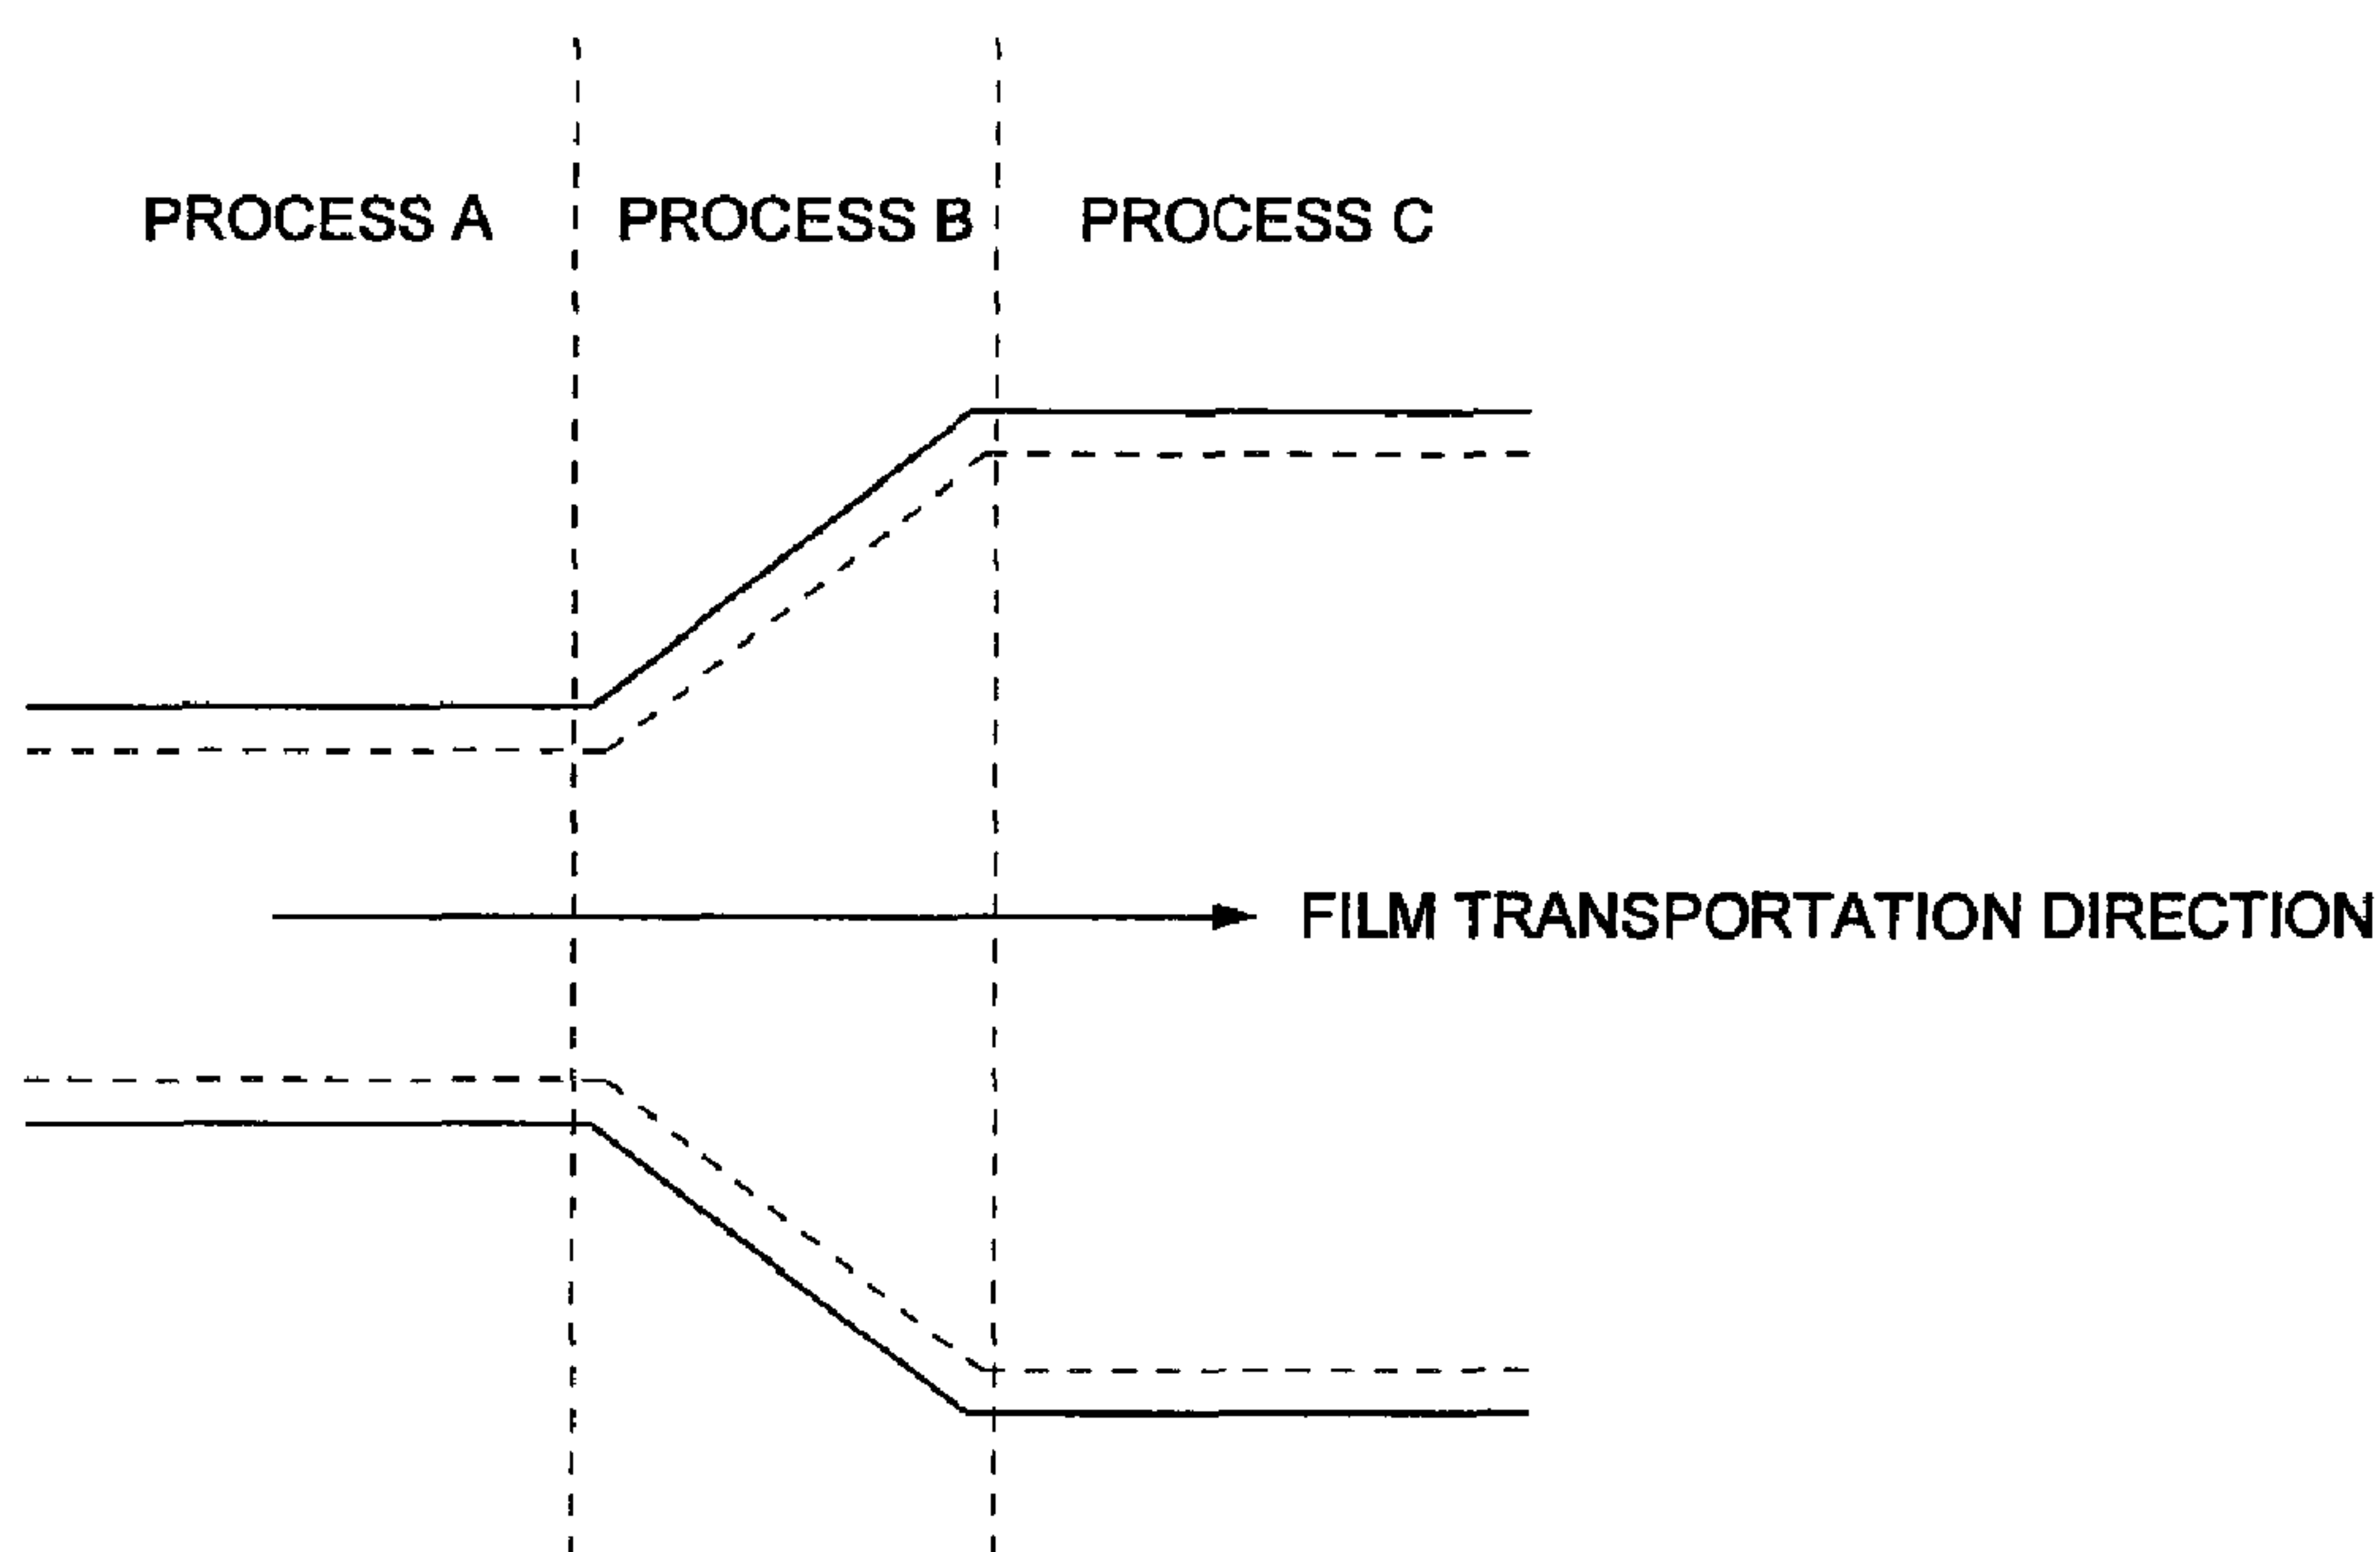 PROCESS A
PROCESS B
PROCESS C
FILM TRANSPORTATION DIRECTION